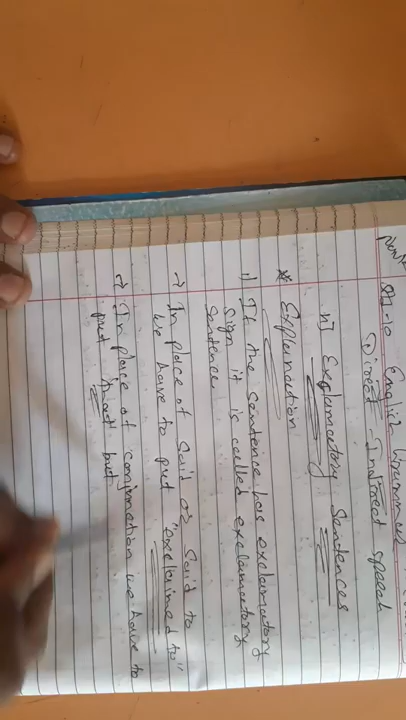 English Grammar
Direct - Indirect speech
n] Exclamatory Sentences
* Explaination
1) If the sentence has exclamatory
sign it is called exclamatory
sentence
→ In place of said or said to
we have to put "exclaimed to"
→ In place of conjunction we have to
put that but